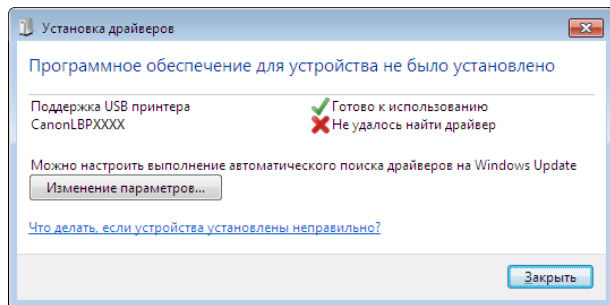 Установка драйверов
Программное обеспечение для устройства не было установлено
Поддержка USB принтера Готово к использованию
CanonLBPXXXX Не удалось найти драйвер
Можно настроить выполнение автоматического поиска драйверов на Windows Update
Изменение параметров...
Что делать, если устройства установлены неправильно?
Закрыть